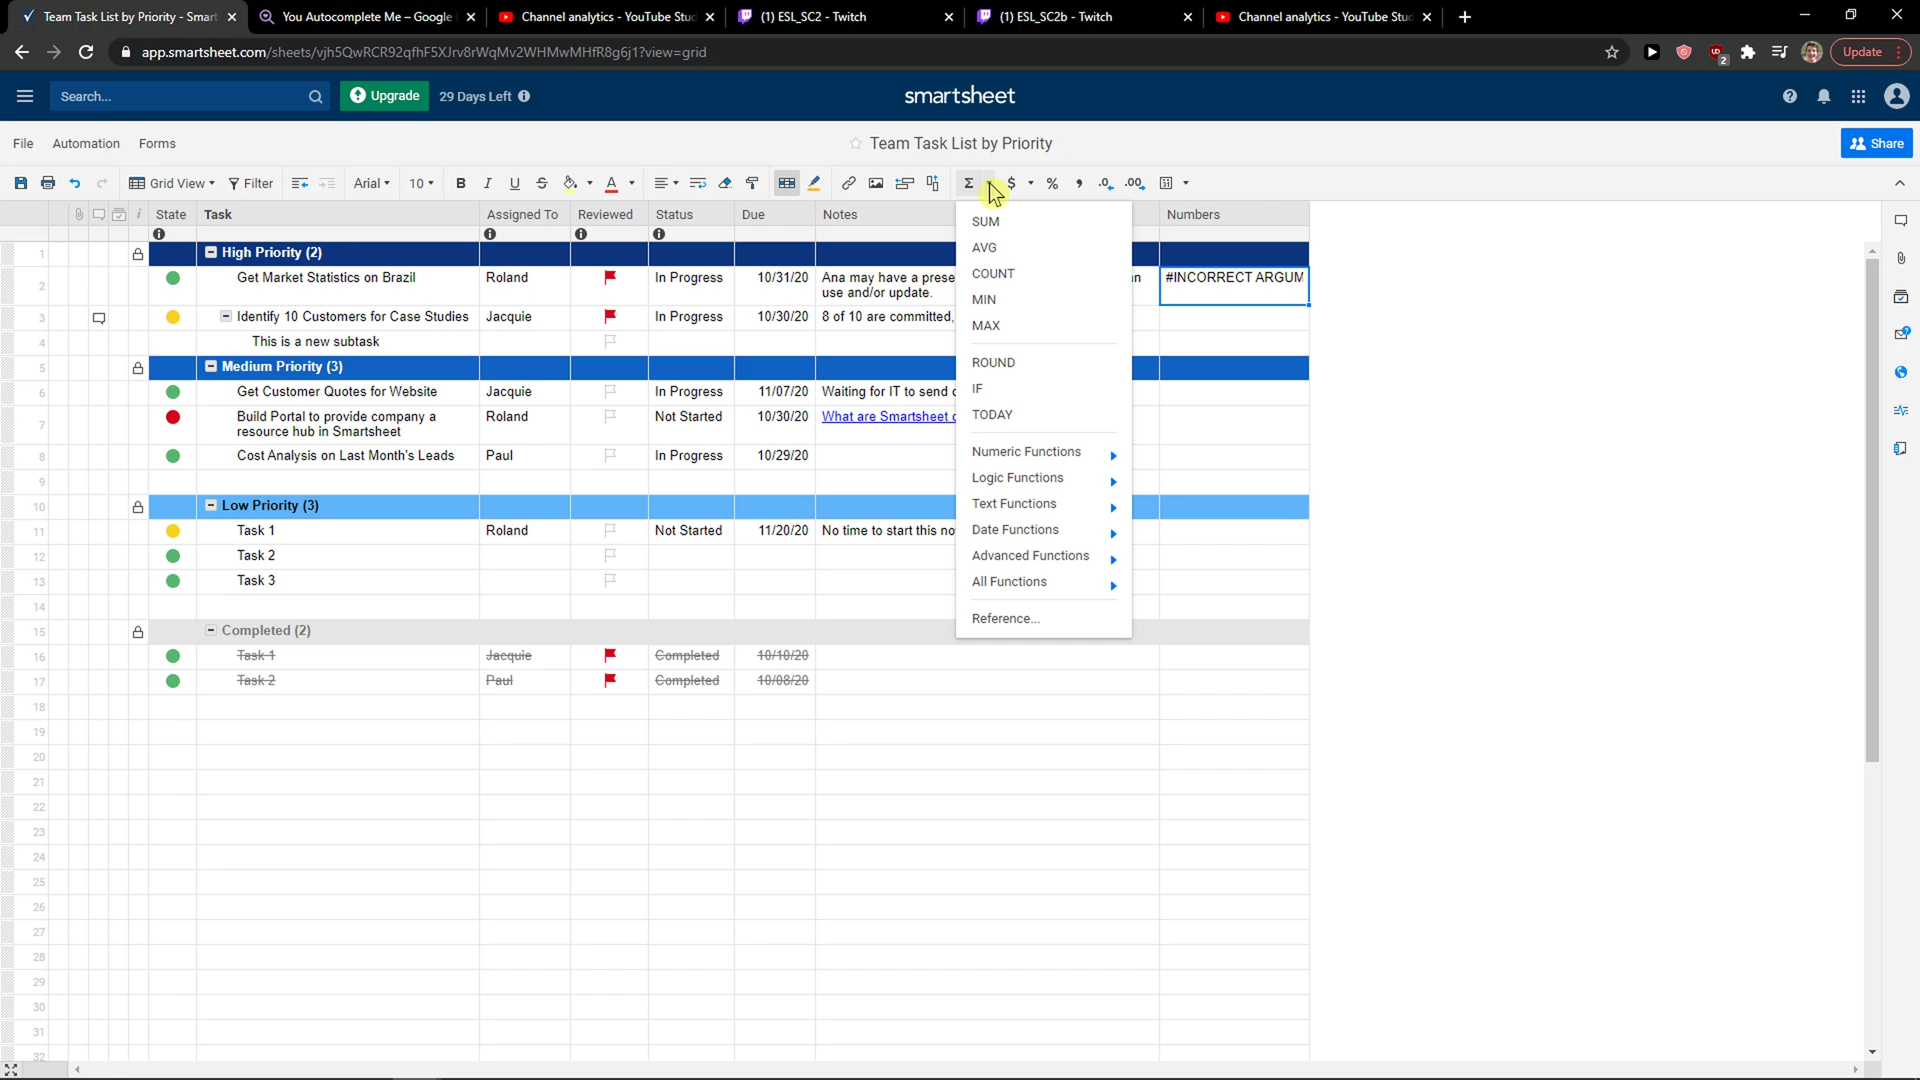 Team Task List by Priority - Smart
You Autocomplete Me – Google
Channel analytics - YouTube Stud
(1) ESL_SC2 - Twitch
(1) ESL_SC2b - Twitch
Channel analytics - YouTube Stud
app.smartsheet.com/sheets/vjh5QwRCR92qfhF5XJrv8rWqMv2WHMwMHfR8g6j1?view=grid
2
Update
Search...
Upgrade
29 Days Left
smartsheet
File
Automation
Forms
Team Task List by Priority
Share
Grid View
Filter
Arial
10
B
I
U
S
A
Σ
$
%
,
.0
.00
State
Task
Assigned To
Reviewed
Status
Due
Notes
Numbers
SUM
AVG
COUNT
MIN
MAX
ROUND
IF
TODAY
Numeric Functions
Logic Functions
Text Functions
Date Functions
Advanced Functions
All Functions
Reference...
1 High Priority (2)
2 Get Market Statistics on Brazil Roland In Progress 10/31/20 Ana may have a prese an #INCORRECT ARGUM
use and/or update.
3 Identify 10 Customers for Case Studies Jacquie In Progress 10/30/20 8 of 10 are committed,
4 This is a new subtask
5 Medium Priority (3)
6 Get Customer Quotes for Website Jacquie In Progress 11/07/20 Waiting for IT to send
7 Build Portal to provide company a Roland Not Started 10/30/20 What are Smartsheet
resource hub in Smartsheet
8 Cost Analysis on Last Month's Leads Paul In Progress 10/29/20
9
10 Low Priority (3)
11 Task 1 Roland Not Started 11/20/20 No time to start this no
12 Task 2
13 Task 3
14
15 Completed (2)
16 Task 1 Jacquie Completed 10/10/20
17 Task 2 Paul Completed 10/08/20
18
19
20
21
22
23
24
25
26
27
28
29
30
31
32